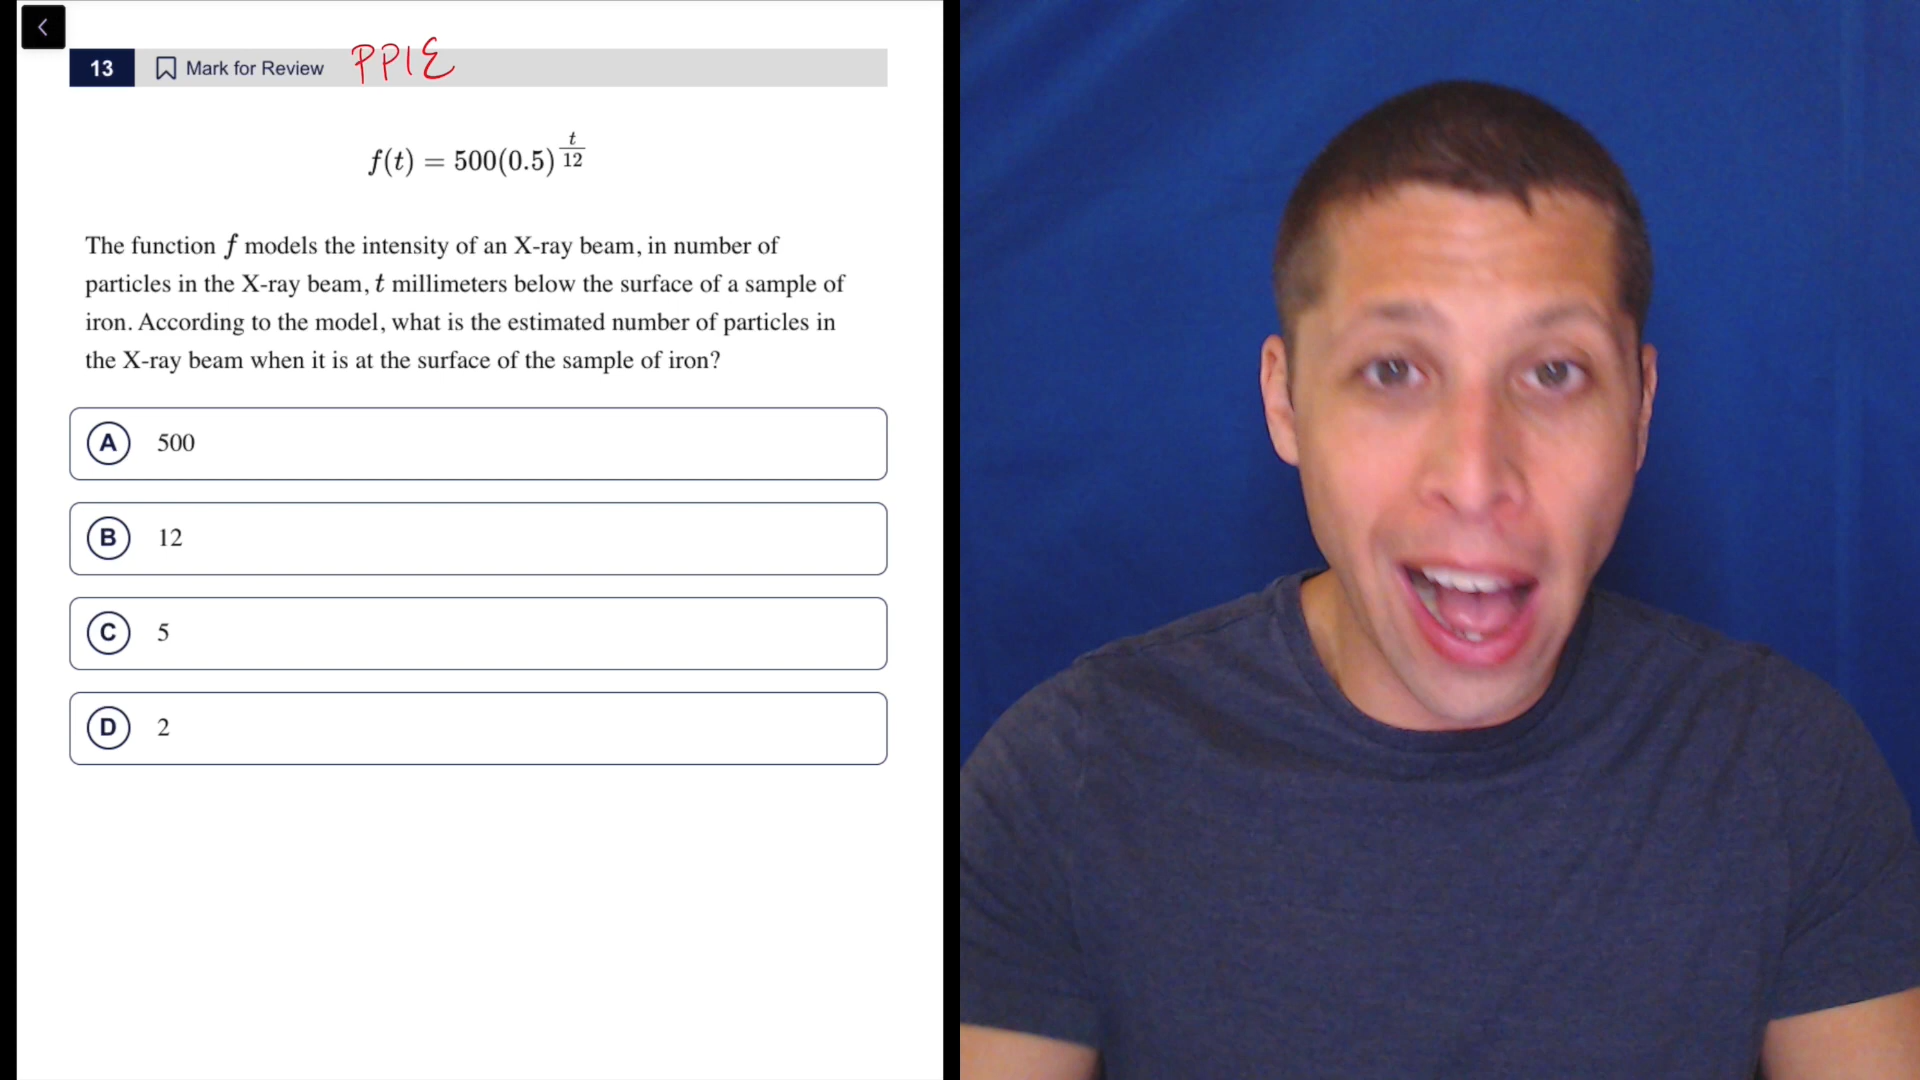 13 Mark for Review PPIE
f(t) = 500(0.5)^{\frac{t}{12}}
The function f models the intensity of an X-ray beam, in number of
particles in the X-ray beam, t millimeters below the surface of a sample of
iron. According to the model, what is the estimated number of particles in
the X-ray beam when it is at the surface of the sample of iron?
A 500
B 12
C 5
D 2